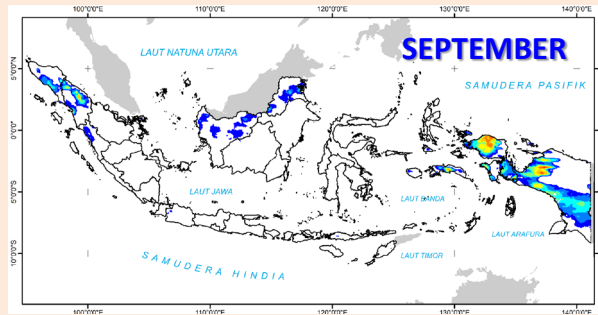 100°0'0"E 110°0'0"E 120°0'0"E 130°0'0"E 140°0'0"E
LAUT NATUNA UTARA
SEPTEMBER
SAMUDERA PASIFIK
5°0'0"N
0°0'0"
5°0'0"S
10°0'0"S
LAUT JAWA
LAUT BANDA
LAUT ARAFURA
LAUT TIMOR
SAMUDERA HINDIA
100°0'0"E 110°0'0"E 120°0'0"E 130°0'0"E 140°0'0"E